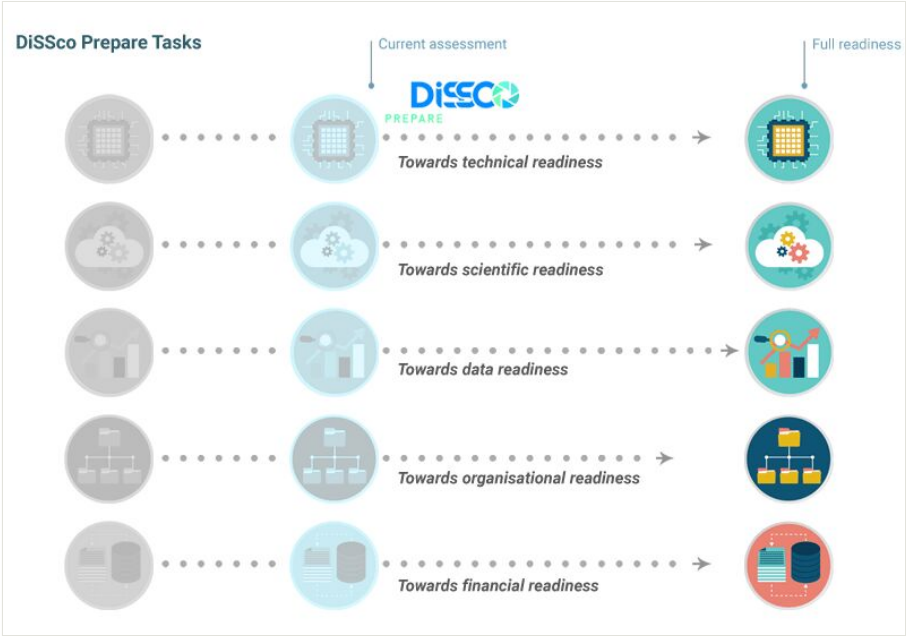 DiSSco Prepare Tasks
Current assessment
Full readiness
DiSSCO
PREPARE
Towards technical readiness
Towards scientific readiness
Towards data readiness
Towards organisational readiness
Towards financial readiness